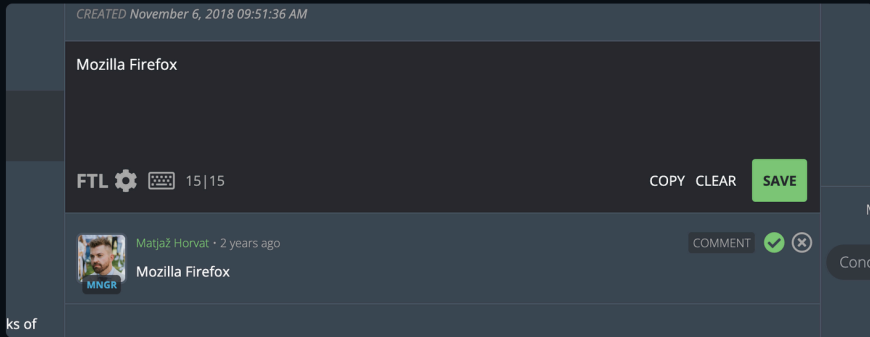 CREATED November 6, 2018 09:51:36 AM
Mozilla Firefox
FTL 15|15 COPY CLEAR SAVE
Matjaž Horvat • 2 years ago COMMENT
Mozilla Firefox
MNGR
ks of